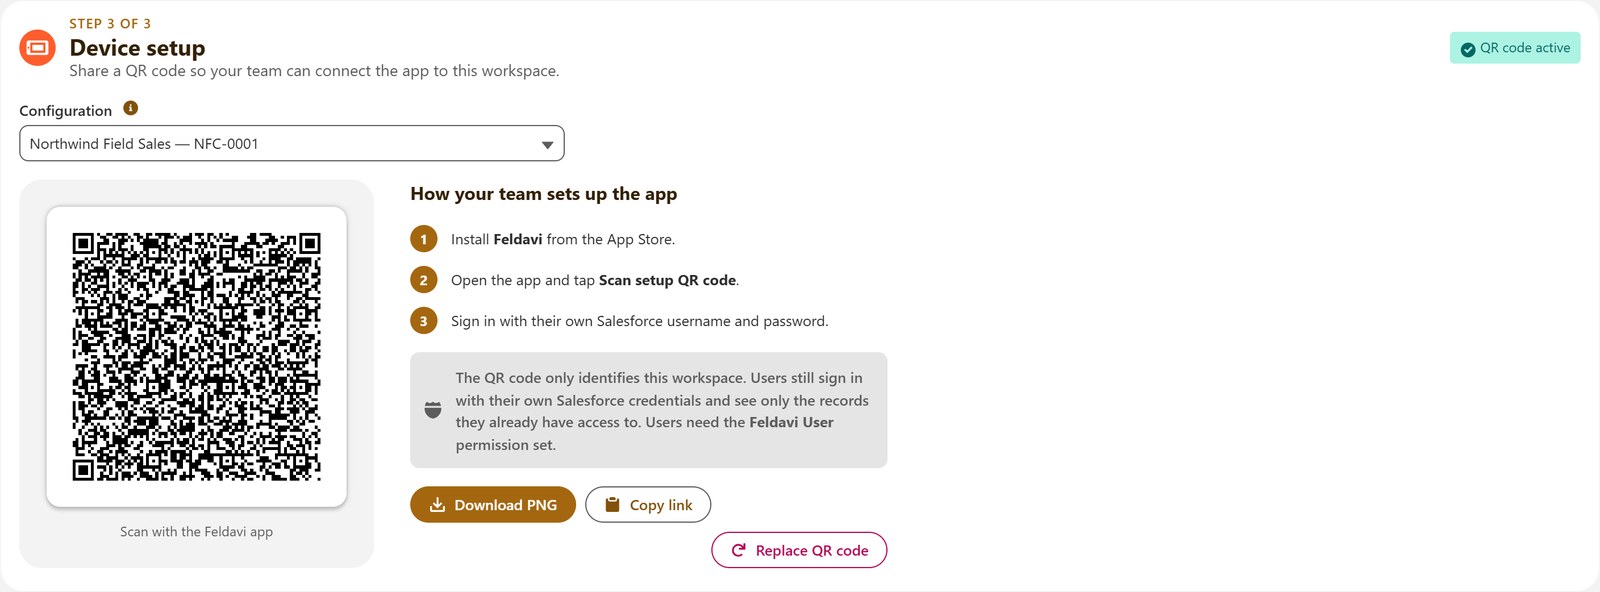 STEP 3 OF 3
Device setup
Share a QR code so your team can connect the app to this workspace.
QR code active
Configuration
Northwind Field Sales — NFC-0001
Scan with the Feldavi app
How your team sets up the app
1 Install Feldavi from the App Store.
2 Open the app and tap Scan setup QR code.
3 Sign in with their own Salesforce username and password.
The QR code only identifies this workspace. Users still sign in
with their own Salesforce credentials and see only the records
they already have access to. Users need the Feldavi User
permission set.
Download PNG
Copy link
Replace QR code